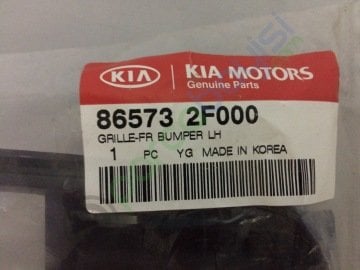 KIA KIA MOTORS
Genuine Parts
86573 2F000
GRILLE-FR BUMPER LH
1 PC YG MADE IN KOREA